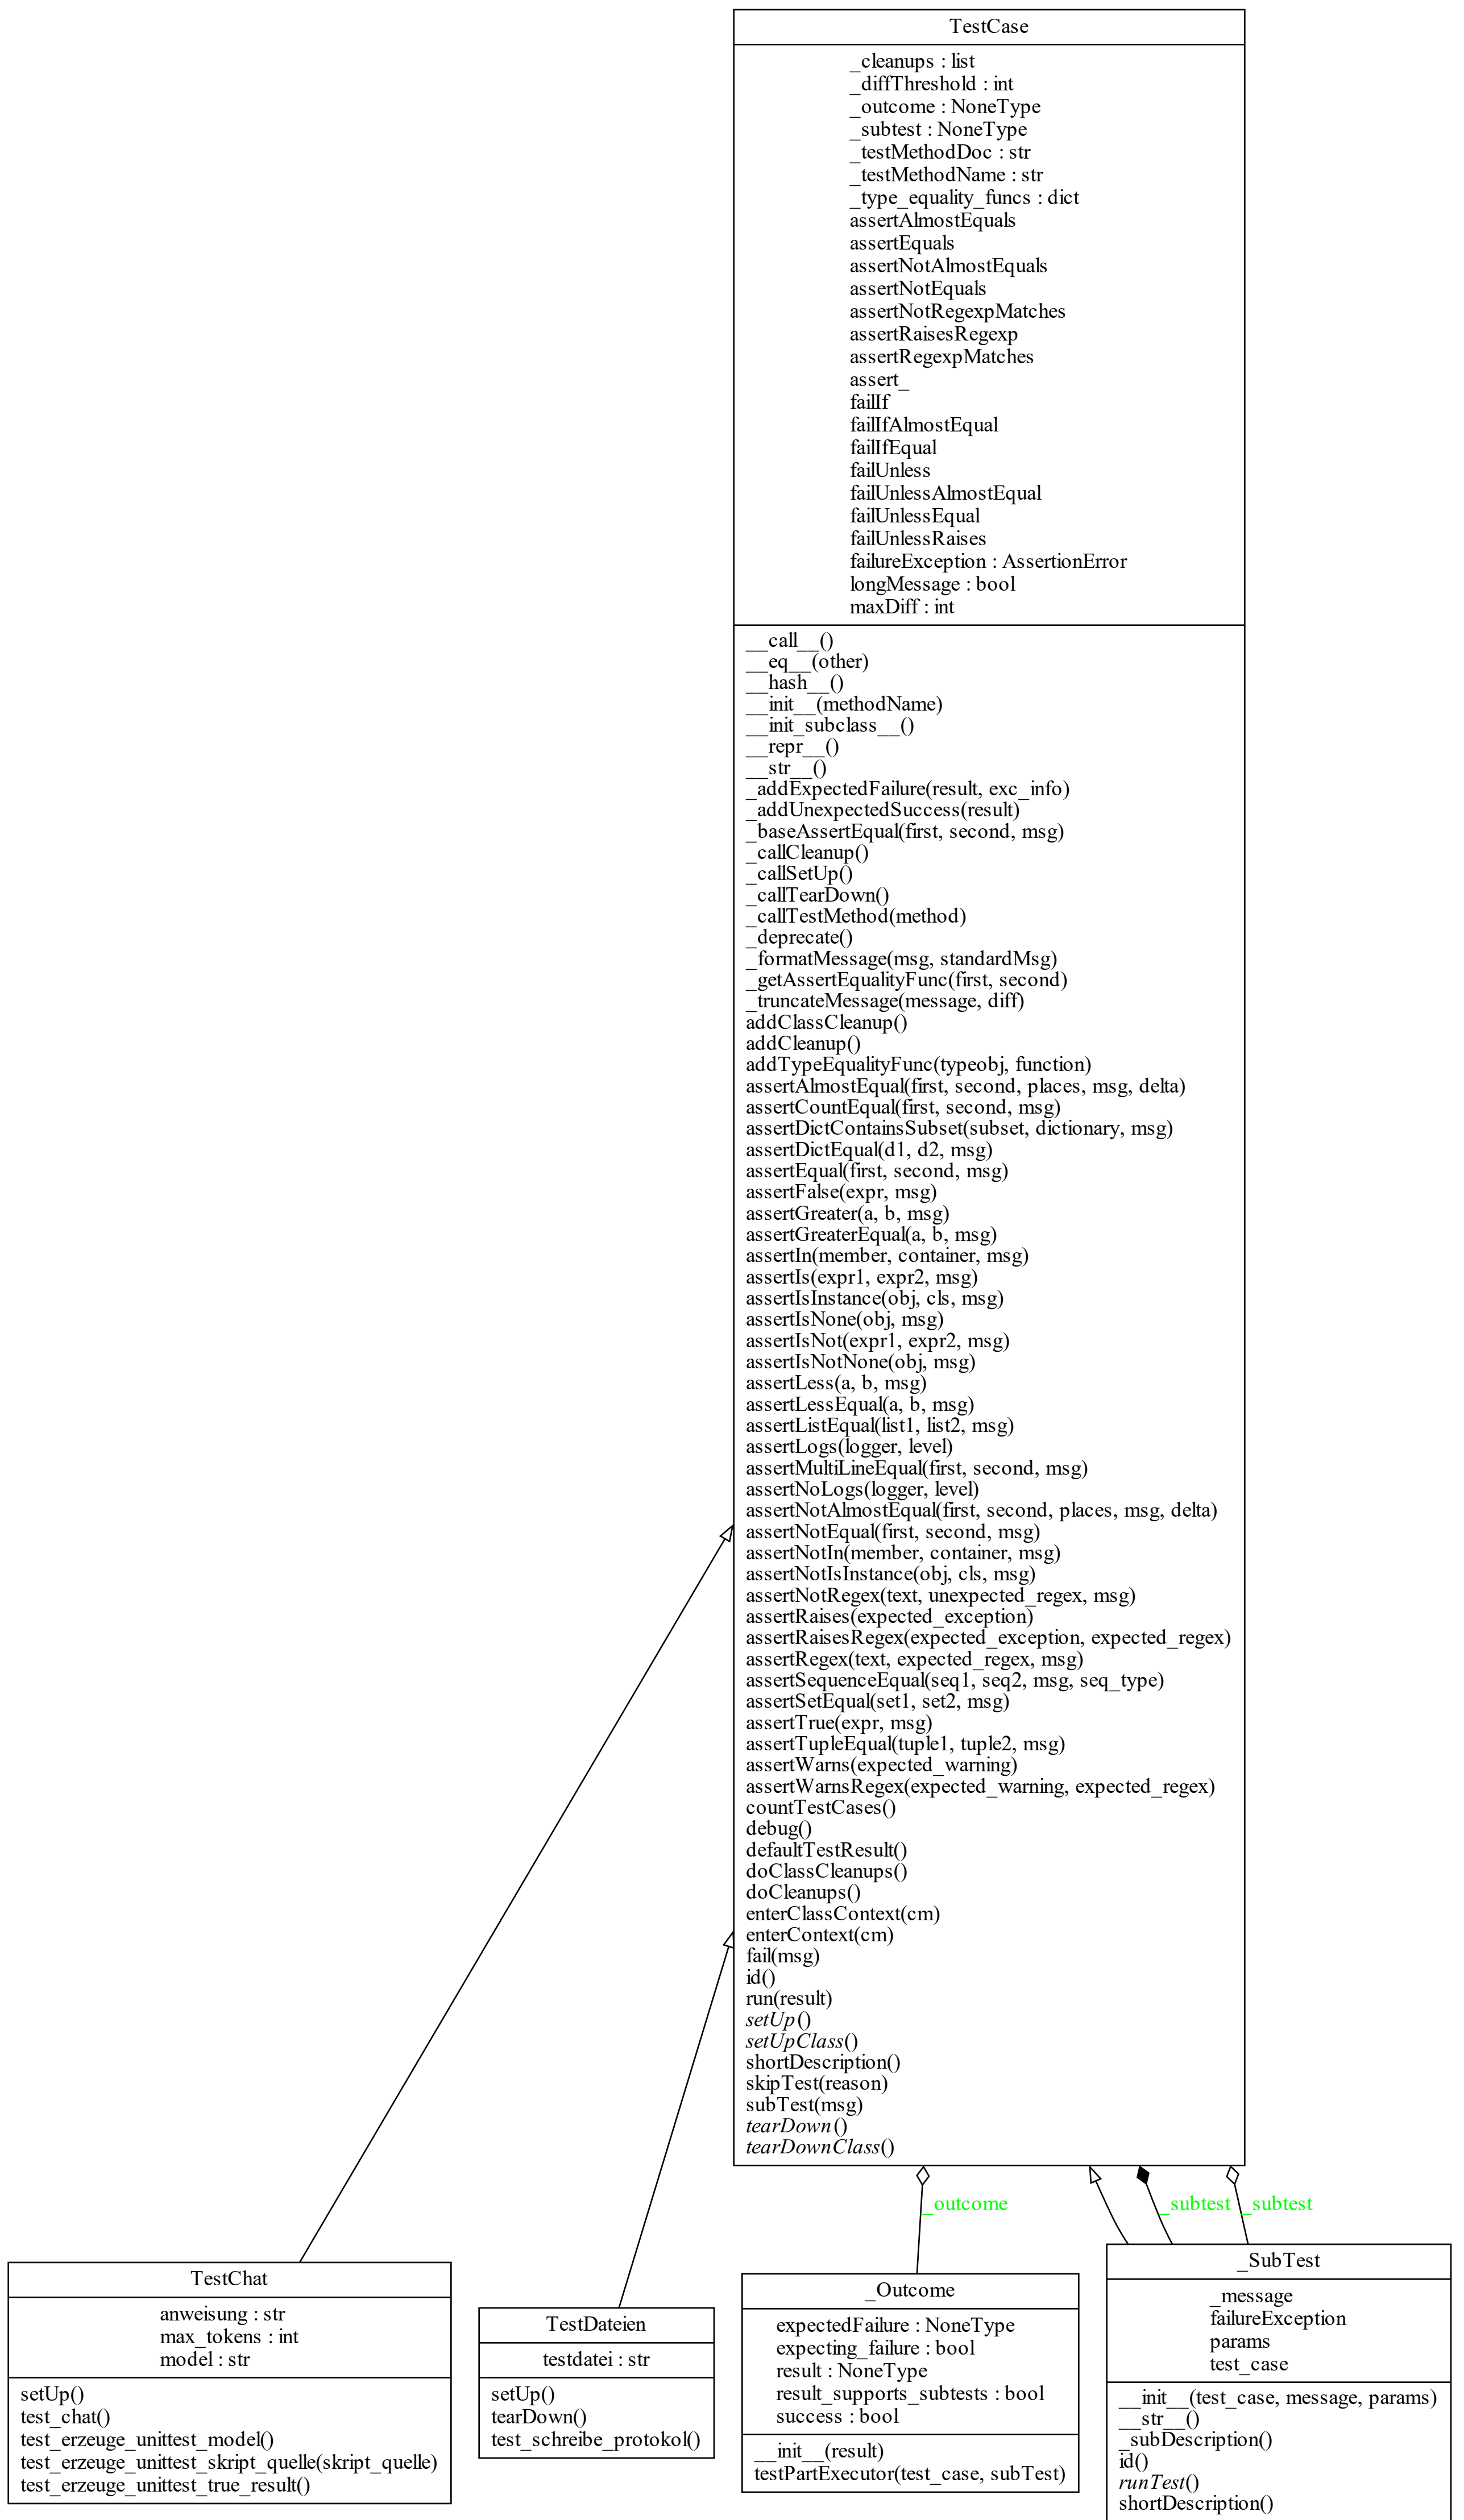 TestCase
_cleanups : list
_diffThreshold : int
_outcome : NoneType
_subtest : NoneType
_testMethodDoc : str
_testMethodName : str
_type_equality_funcs : dict
assertAlmostEquals
assertEquals
assertNotAlmostEquals
assertNotEquals
assertNotRegexpMatches
assertRaisesRegexp
assertRegexpMatches
assert_
failIf
failIfAlmostEqual
failIfEqual
failUnless
failUnlessAlmostEqual
failUnlessEqual
failUnlessRaises
failureException : AssertionError
longMessage : bool
maxDiff : int
__call__()
__eq__(other)
__hash__()
__init__(methodName)
__init_subclass__()
__repr__()
__str__()
_addExpectedFailure(result, exc_info)
_addUnexpectedSuccess(result)
_baseAssertEqual(first, second, msg)
_callCleanup()
_callSetUp()
_callTearDown()
_callTestMethod(method)
_deprecate()
_formatMessage(msg, standardMsg)
_getAssertEqualityFunc(first, second)
_truncateMessage(message, diff)
addClassCleanup()
addCleanup()
addTypeEqualityFunc(typeobj, function)
assertAlmostEqual(first, second, places, msg, delta)
assertCountEqual(first, second, msg)
assertDictContainsSubset(subset, dictionary, msg)
assertDictEqual(d1, d2, msg)
assertEqual(first, second, msg)
assertFalse(expr, msg)
assertGreater(a, b, msg)
assertGreaterEqual(a, b, msg)
assertIn(member, container, msg)
assertIs(expr1, expr2, msg)
assertIsInstance(obj, cls, msg)
assertIsNone(obj, msg)
assertIsNot(expr1, expr2, msg)
assertIsNotNone(obj, msg)
assertLess(a, b, msg)
assertLessEqual(a, b, msg)
assertListEqual(list1, list2, msg)
assertLogs(logger, level)
assertMultiLineEqual(first, second, msg)
assertNoLogs(logger, level)
assertNotAlmostEqual(first, second, places, msg, delta)
assertNotEqual(first, second, msg)
assertNotIn(member, container, msg)
assertNotIsInstance(obj, cls, msg)
assertNotRegex(text, unexpected_regex, msg)
assertRaises(expected_exception)
assertRaisesRegex(expected_exception, expected_regex)
assertRegex(text, expected_regex, msg)
assertSequenceEqual(seq1, seq2, msg, seq_type)
assertSetEqual(set1, set2, msg)
assertTrue(expr, msg)
assertTupleEqual(tuple1, tuple2, msg)
assertWarns(expected_warning)
assertWarnsRegex(expected_warning, expected_regex)
countTestCases()
debug()
defaultTestResult()
doClassCleanups()
doCleanups()
enterClassContext(cm)
enterContext(cm)
fail(msg)
id()
run(result)
setUp()
setUpClass()
shortDescription()
skipTest(reason)
subTest(msg)
tearDown()
tearDownClass()
_outcome
_subtest
_subtest
TestChat
anweisung : str
max_tokens : int
model : str
setUp()
test_chat()
test_erzeuge_unittest_model()
test_erzeuge_unittest_skript_quelle(skript_quelle)
test_erzeuge_unittest_true_result()
TestDateien
testdatei : str
setUp()
tearDown()
test_schreibe_protokol()
_Outcome
expectedFailure : NoneType
expecting_failure : bool
result : NoneType
result_supports_subtests : bool
success : bool
__init__(result)
testPartExecutor(test_case, subTest)
_SubTest
_message
failureException
params
test_case
__init__(test_case, message, params)
__str__()
_subDescription()
id()
runTest()
shortDescription()